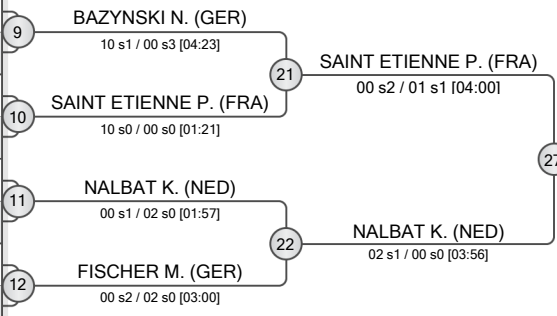 BAZYNSKI N. (GER)
9
10 s1 / 00 s3 [04:23]
21
SAINT ETIENNE P. (FRA)
00 s2 / 01 s1 [04:00]
SAINT ETIENNE P. (FRA)
10
10 s0 / 00 s0 [01:21]
27
NALBAT K. (NED)
11
00 s1 / 02 s0 [01:57]
22
NALBAT K. (NED)
02 s1 / 00 s0 [03:56]
FISCHER M. (GER)
12
00 s2 / 02 s0 [03:00]